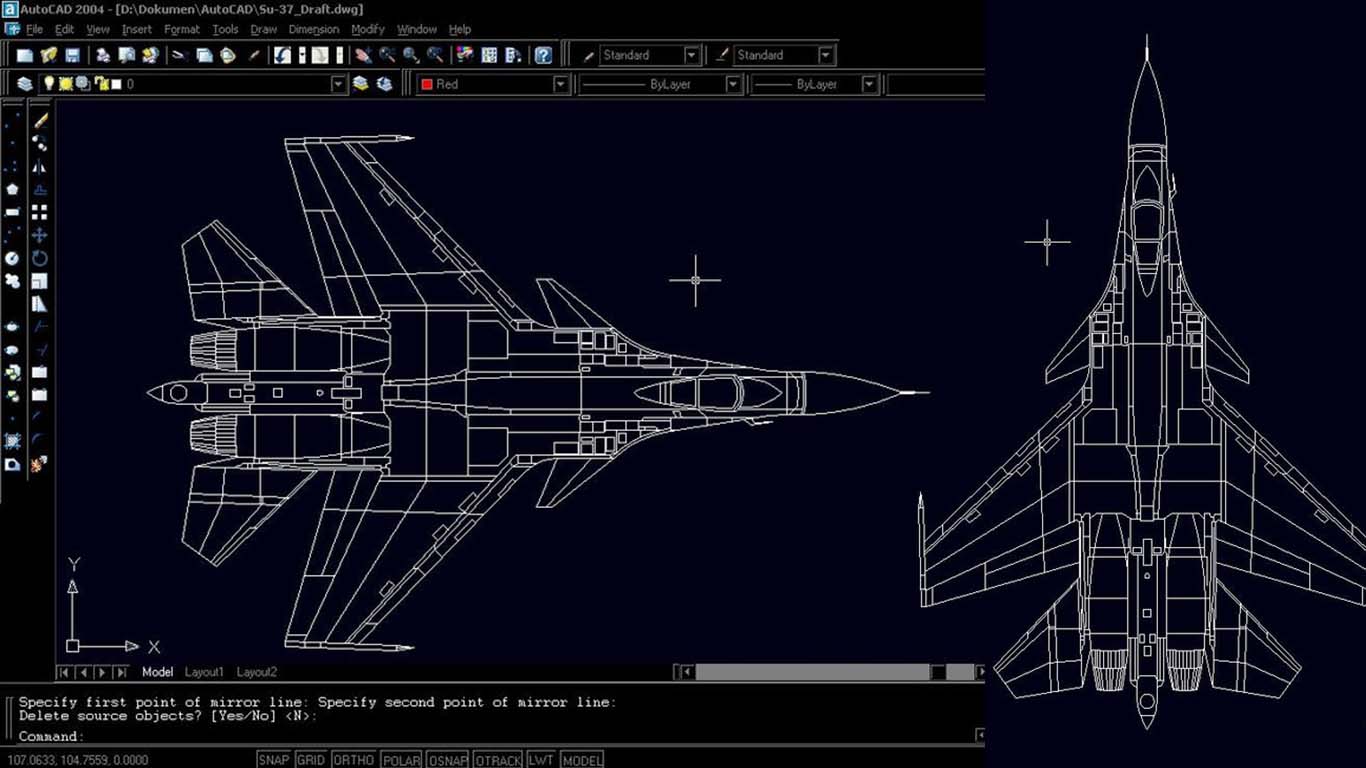 AutoCAD 2004 - [D:\Dokumen\AutoCAD\Su-37_Draft.dwg]
File Edit View Insert Format Tools Draw Dimension Modify Window Help
Standard Standard
0 Red ByLayer ByLayer
Y
X
Model Layout1 Layout2
Specify first point of mirror line: Specify second point of mirror line:
Delete source objects? [Yes/No] <N>:
Command:
107.0633, 104.7559, 0.0000 SNAP GRID ORTHO POLAR OSNAP OTRACK LWT MODEL